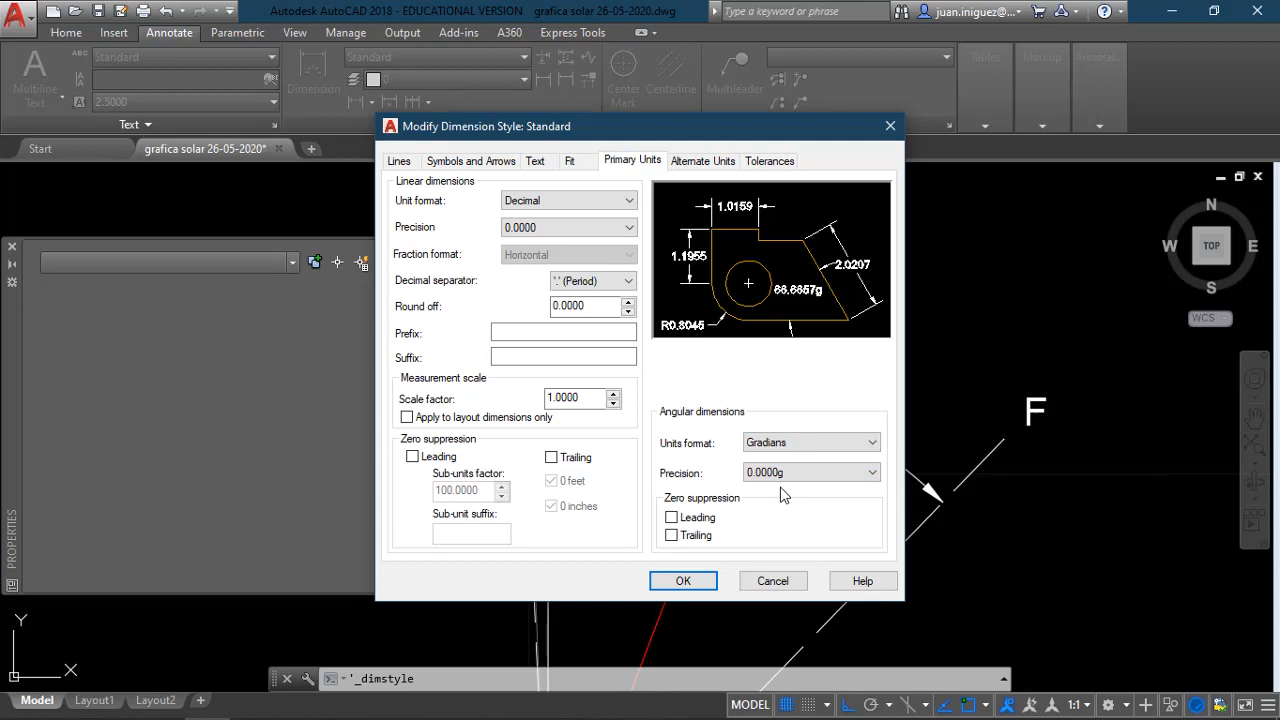 Autodesk AutoCAD 2018 - EDUCATIONAL VERSION grafica solar 26-05-2020.dwg
Type a keyword or phrase
juan.iniguez@...
Home Insert Annotate Parametric View Manage Output Add-ins A360 Express Tools
Standard
Standard
0
2.5000
Multiline
Text
Dimension
Center
Mark
Centerline
Multileader
Tables
Markup
Annotat...
Text
Start
grafica solar 26-05-2020*
Modify Dimension Style: Standard
Lines
Symbols and Arrows
Text
Fit
Primary Units
Alternate Units
Tolerances
Linear dimensions
Unit format:
Decimal
Precision
0.0000
Fraction format:
Horizontal
Decimal separator:
'.' (Period)
Round off:
0.0000
Prefix:
Suffix:
Measurement scale
Scale factor:
1.0000
Apply to layout dimensions only
Zero suppression
Leading
Trailing
Sub-units factor:
100.0000
Sub-unit suffix:
0 feet
0 inches
1.0159
1.1955
2.0207
66.6657g
R0.8045
Angular dimensions
Units format:
Gradians
Precision:
0.0000g
Zero suppression
Leading
Trailing
OK
Cancel
Help
N
W
TOP
E
S
WCS
F
PROPERTIES
Y
X
'_dimstyle
Model
Layout1
Layout2
MODEL
1:1